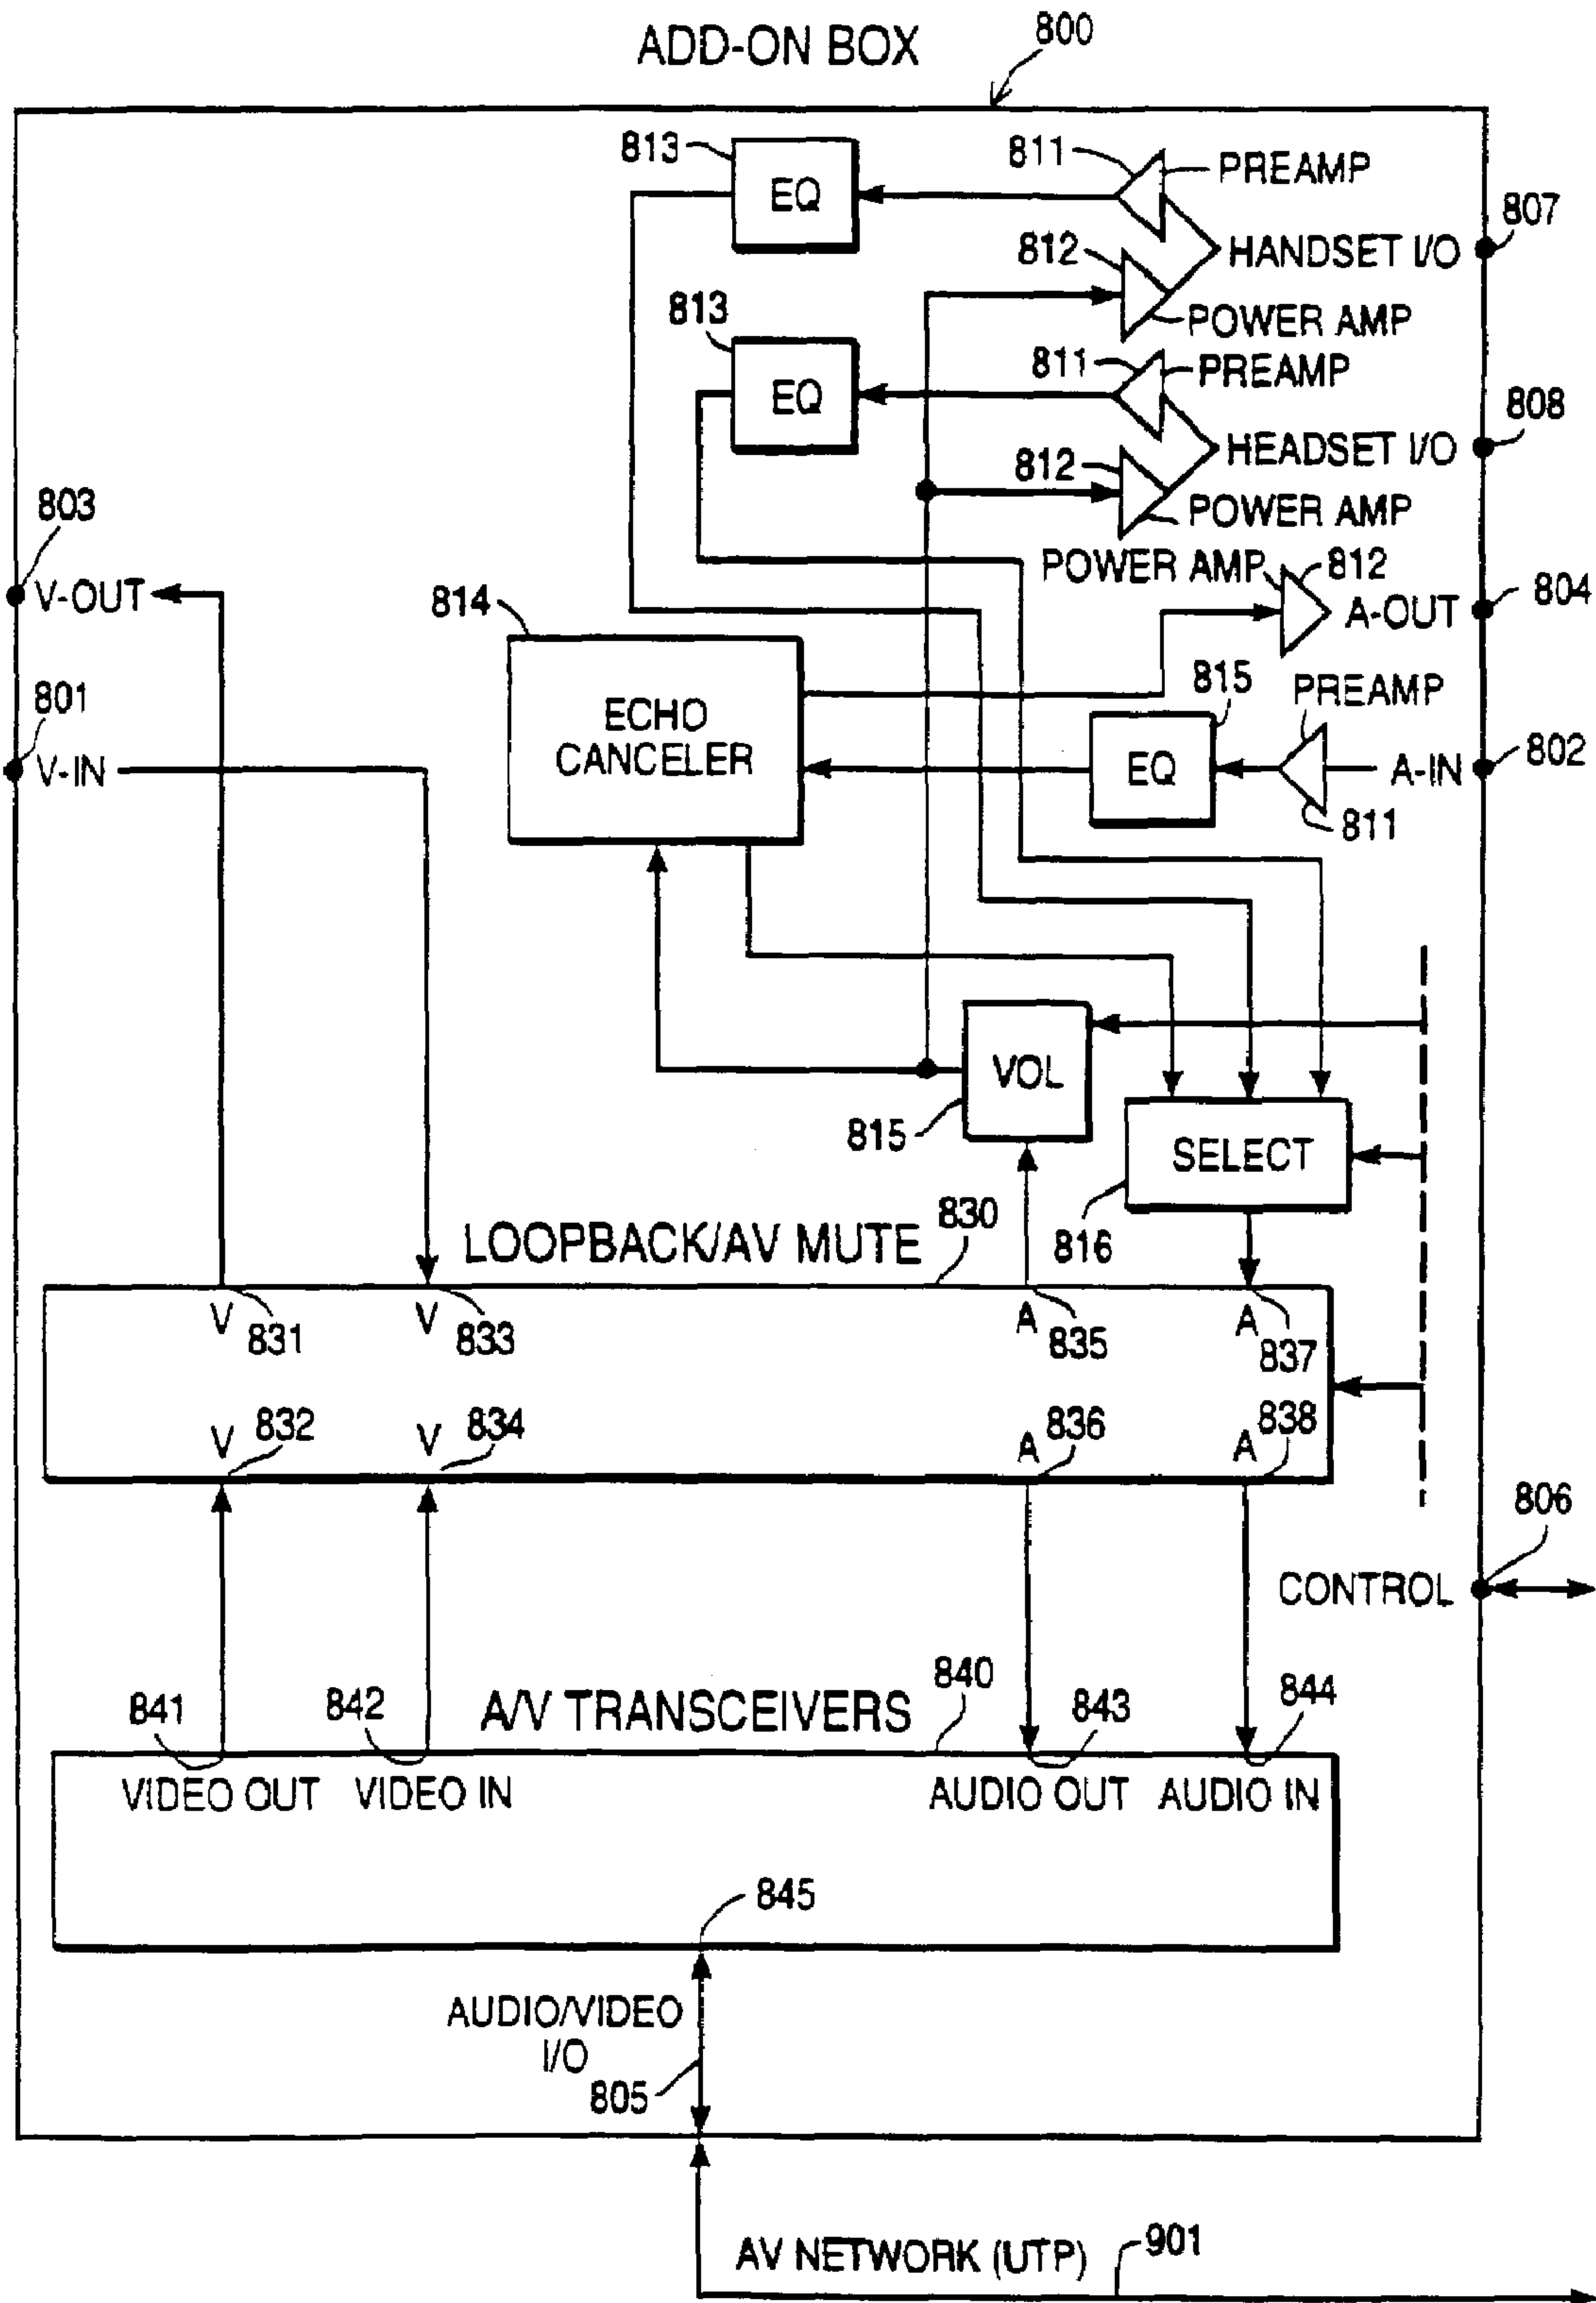 ADD-ON BOX
800
813
EQ
811
PREAMP
807
HANDSET I/O
812
POWER AMP
813
EQ
811
PREAMP
808
HEADSET I/O
812
POWER AMP
803
V-OUT
POWER AMP
812
A-OUT
804
814
ECHO
CANCELER
801
V-IN
815
EQ
PREAMP
A-IN
802
811
VOL
815
SELECT
816
LOOPBACK/AV MUTE
830
V
831
V
833
A
835
A
837
V
832
V
834
A
836
A
838
806
CONTROL
841
842
A/V TRANSCEIVERS
840
843
844
VIDEO OUT
VIDEO IN
AUDIO OUT
AUDIO IN
845
AUDIO/VIDEO
I/O
805
AV NETWORK (UTP)
901